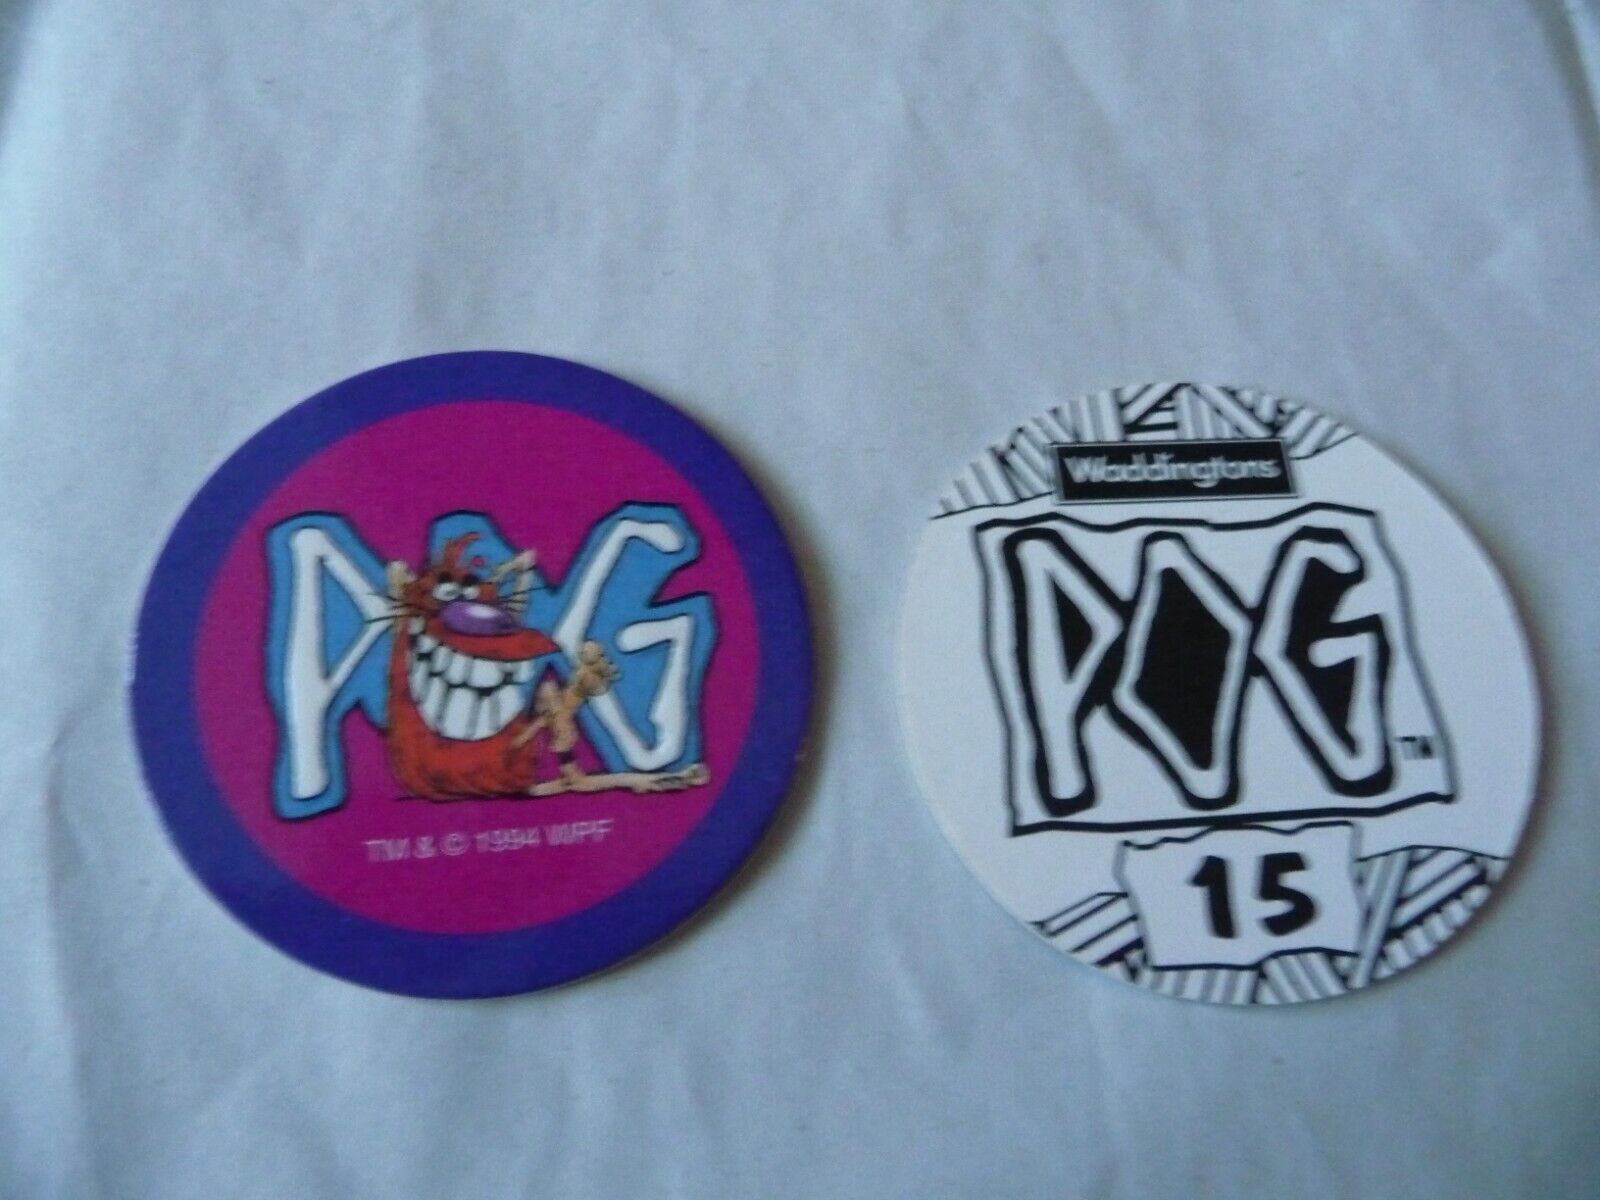 POG
TM & © 1994 WPF
Waddingtons
POG
TM
15